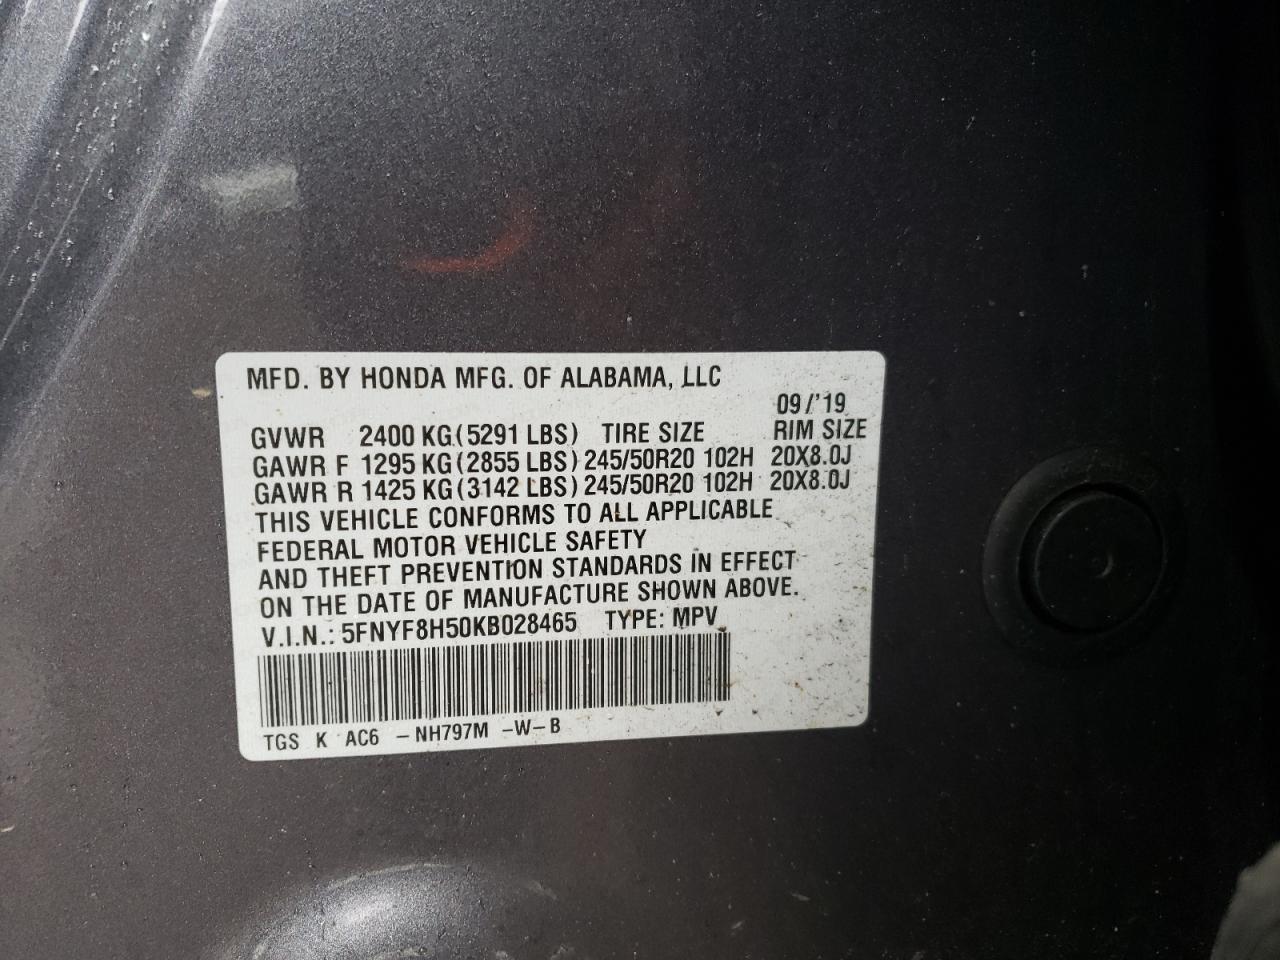 MFD. BY HONDA MFG. OF ALABAMA, LLC
09/'19
GVWR 2400 KG(5291 LBS) TIRE SIZE RIM SIZE
GAWR F 1295 KG(2855 LBS) 245/50R20 102H 20X8.0J
GAWR R 1425 KG(3142 LBS) 245/50R20 102H 20X8.0J
THIS VEHICLE CONFORMS TO ALL APPLICABLE
FEDERAL MOTOR VEHICLE SAFETY
AND THEFT PREVENTION STANDARDS IN EFFECT
ON THE DATE OF MANUFACTURE SHOWN ABOVE.
V.I.N.: 5FNYF8H50KB028465 TYPE: MPV
TGS K AC6 -NH797M -W-B